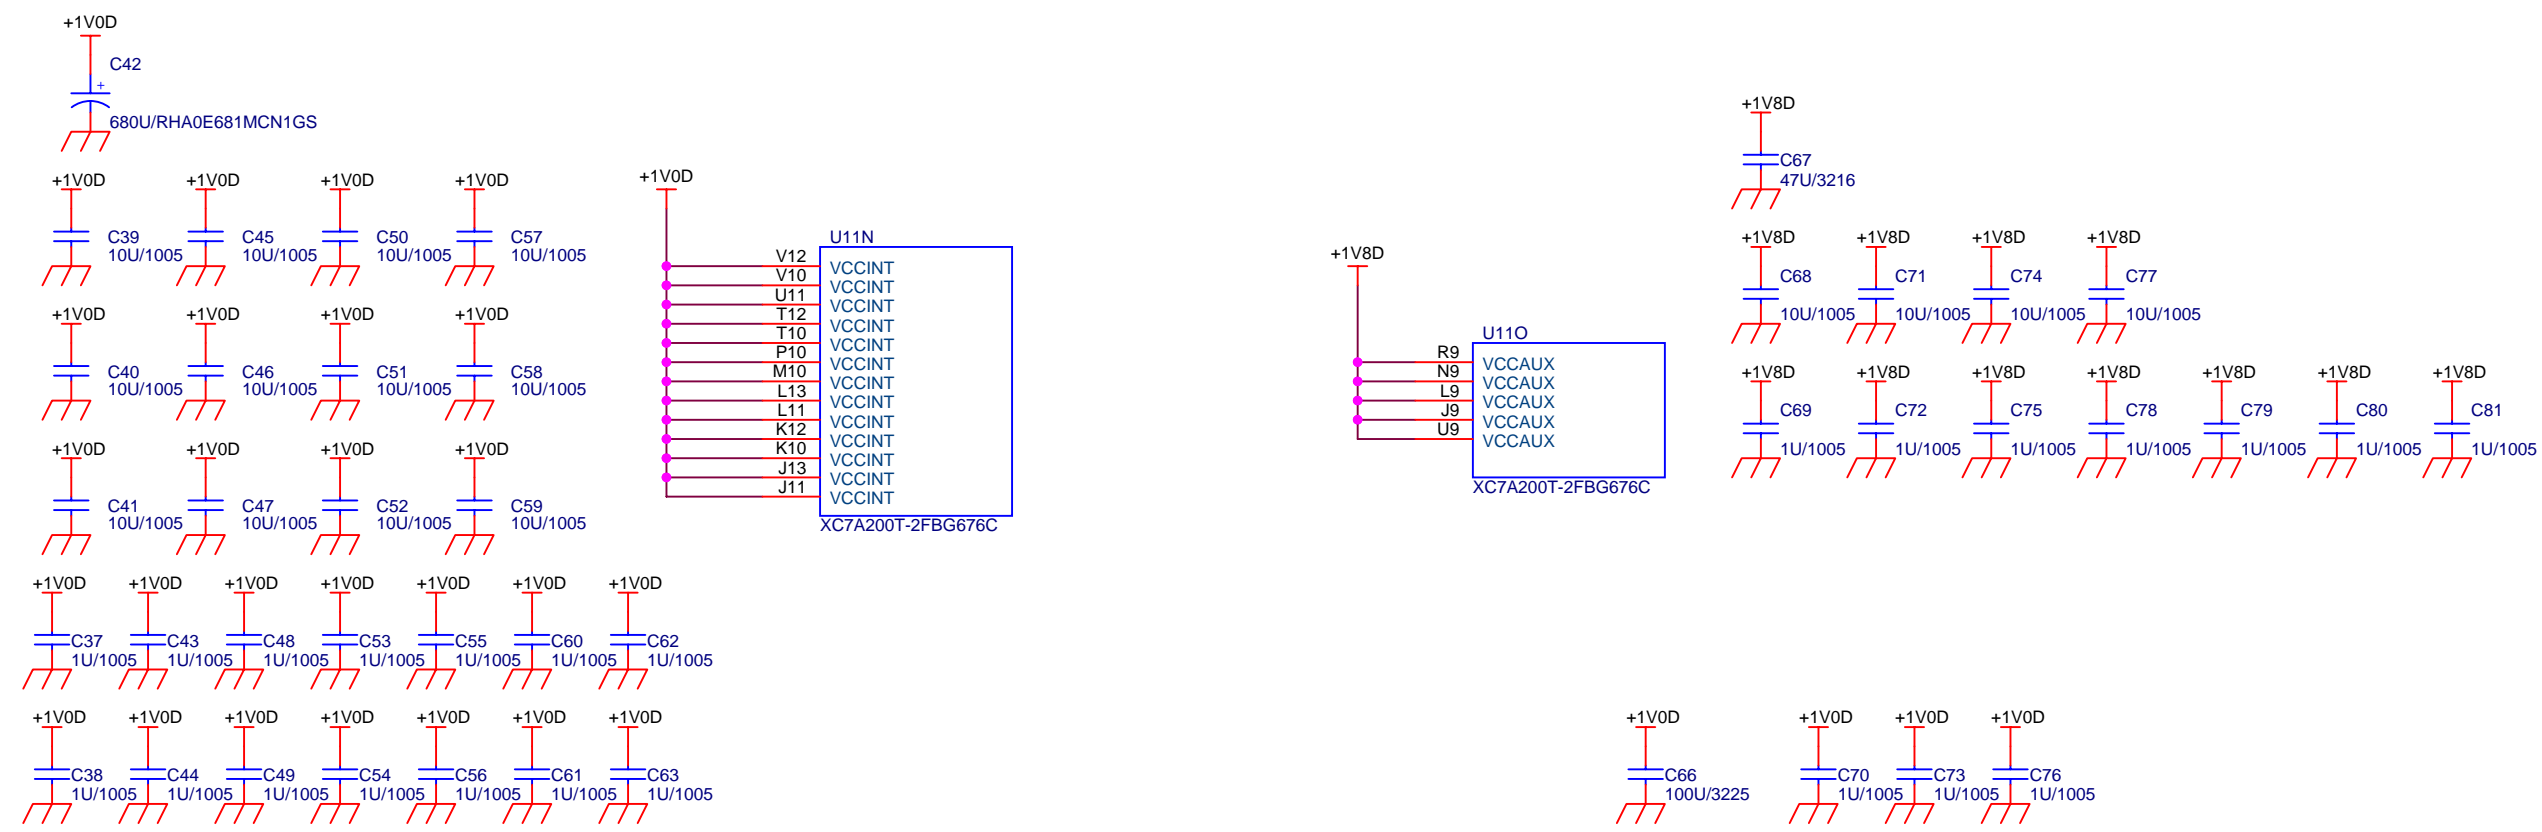 +1V0D
C42
+
680U/RHA0E681MCN1GS
+1V0D +1V0D +1V0D +1V0D
C39 C45 C50 C57
10U/1005 10U/1005 10U/1005 10U/1005
+1V0D +1V0D +1V0D +1V0D
C40 C46 C51 C58
10U/1005 10U/1005 10U/1005 10U/1005
+1V0D +1V0D +1V0D +1V0D
C41 C47 C52 C59
10U/1005 10U/1005 10U/1005 10U/1005
+1V0D +1V0D +1V0D +1V0D +1V0D +1V0D +1V0D
C37 C43 C48 C53 C55 C60 C62
1U/1005 1U/1005 1U/1005 1U/1005 1U/1005 1U/1005 1U/1005
+1V0D +1V0D +1V0D +1V0D +1V0D +1V0D +1V0D
C38 C44 C49 C54 C56 C61 C63
1U/1005 1U/1005 1U/1005 1U/1005 1U/1005 1U/1005 1U/1005
+1V0D
U11N
V12 VCCINT
V10 VCCINT
U11 VCCINT
T12 VCCINT
T10 VCCINT
P10 VCCINT
M10 VCCINT
L13 VCCINT
L11 VCCINT
K12 VCCINT
K10 VCCINT
J13 VCCINT
J11 VCCINT
XC7A200T-2FBG676C
+1V8D
U11O
R9 VCCAUX
N9 VCCAUX
L9 VCCAUX
J9 VCCAUX
U9 VCCAUX
XC7A200T-2FBG676C
+1V8D
C67
47U/3216
+1V8D +1V8D +1V8D +1V8D
C68 C71 C74 C77
10U/1005 10U/1005 10U/1005 10U/1005
+1V8D +1V8D +1V8D +1V8D +1V8D +1V8D +1V8D
C69 C72 C75 C78 C79 C80 C81
1U/1005 1U/1005 1U/1005 1U/1005 1U/1005 1U/1005 1U/1005
+1V0D +1V0D +1V0D +1V0D
C66 C70 C73 C76
100U/3225 1U/1005 1U/1005 1U/1005